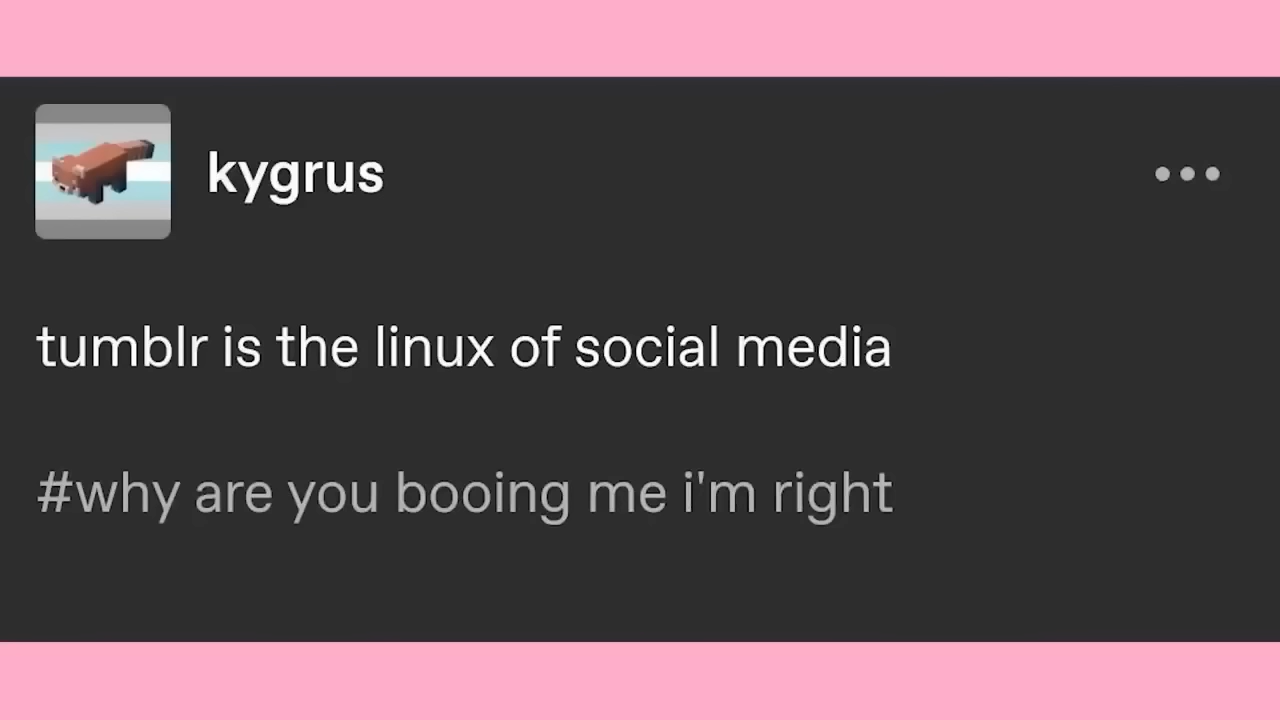 kygrus
tumblr is the linux of social media
#why are you booing me i'm right